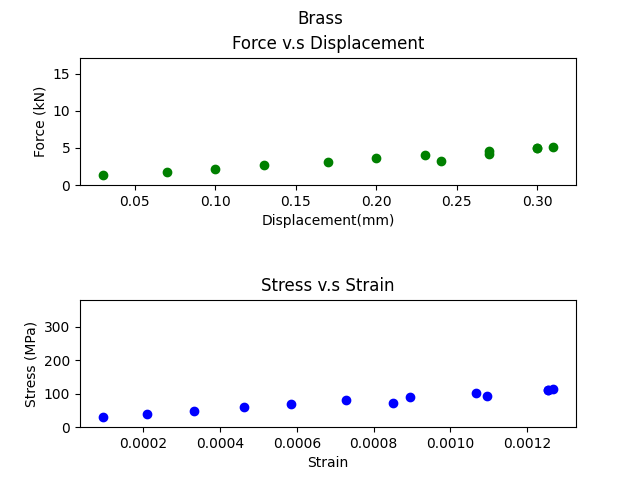 Brass
Force v.s Displacement
Force (kN)
15
10
5
0
0.05 0.10 0.15 0.20 0.25 0.30
Displacement(mm)
Stress v.s Strain
Stress (MPa)
300
200
100
0
0.0002 0.0004 0.0006 0.0008 0.0010 0.0012
Strain